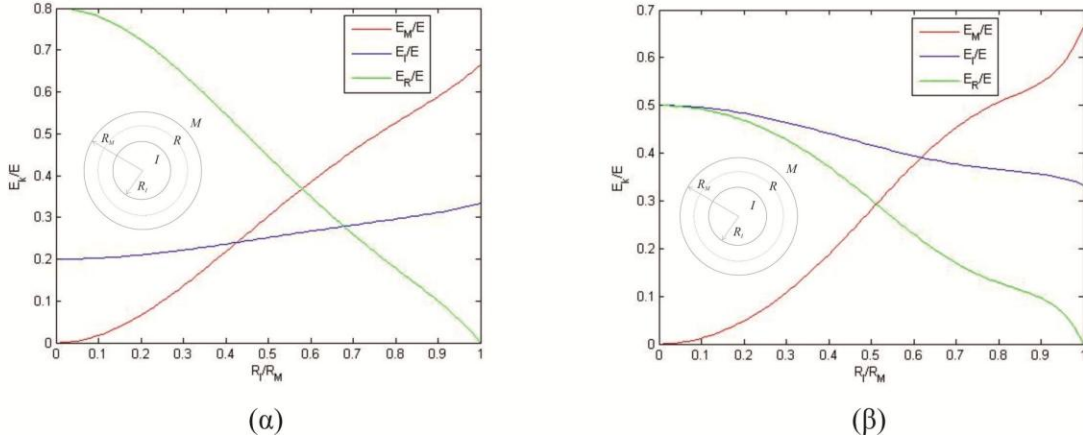 0.8
0.7
0.6
0.5
0.4
0.3
0.2
0.1
0
E_k/E
E_M/E
E_I/E
E_R/E
R_M
M
R
I
R_I
0 0.1 0.2 0.3 0.4 0.5 0.6 0.7 0.8 0.9 1
R_I/R_M
(α)
0.7
0.6
0.5
0.4
0.3
0.2
0.1
0
E_k/E
E_M/E
E_I/E
E_R/E
R_M
M
R
I
R_I
0 0.1 0.2 0.3 0.4 0.5 0.6 0.7 0.8 0.9 1
R_I/R_M
(β)